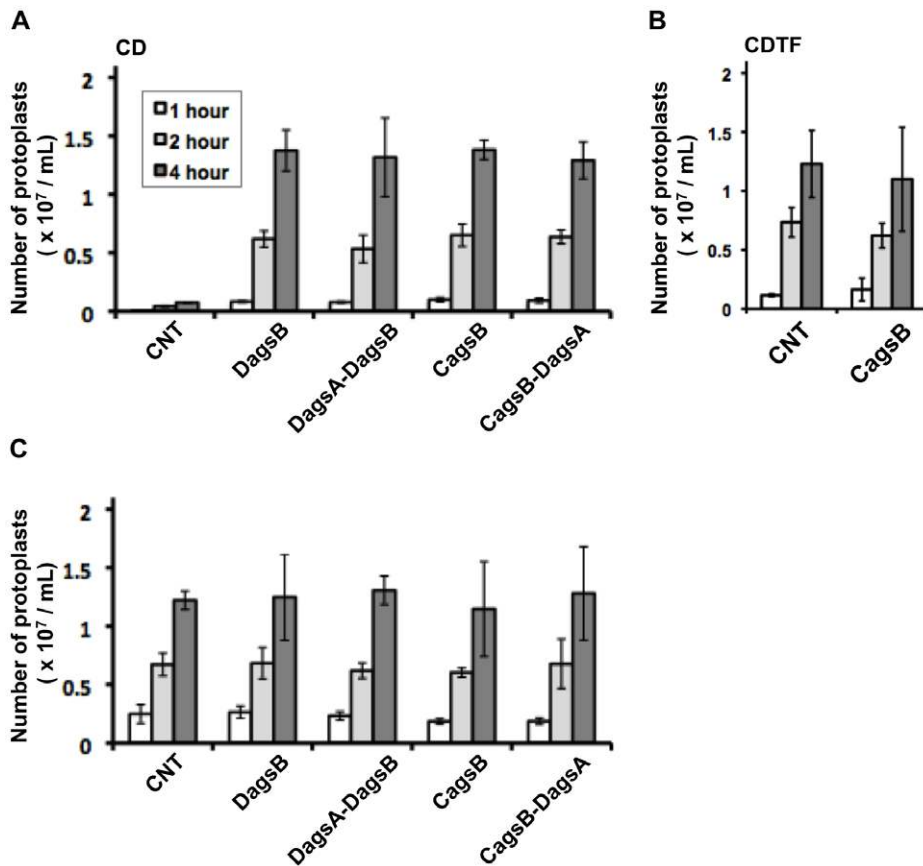 A
CD
Number of protoplasts
( x 10⁷ / mL)
2
1.5
1
0.5
0
1 hour
2 hour
4 hour
CNT
DagsB
DagsA-DagsB
CagsB
CagsB-DagsA
B
CDTF
Number of protoplasts
( x 10⁷ / mL)
2
1.5
1
0.5
0
CNT
CagsB
C
Number of protoplasts
( x 10⁷ / mL)
2
1.5
1
0.5
0
CNT
DagsB
DagsA-DagsB
CagsB
CagsB-DagsA